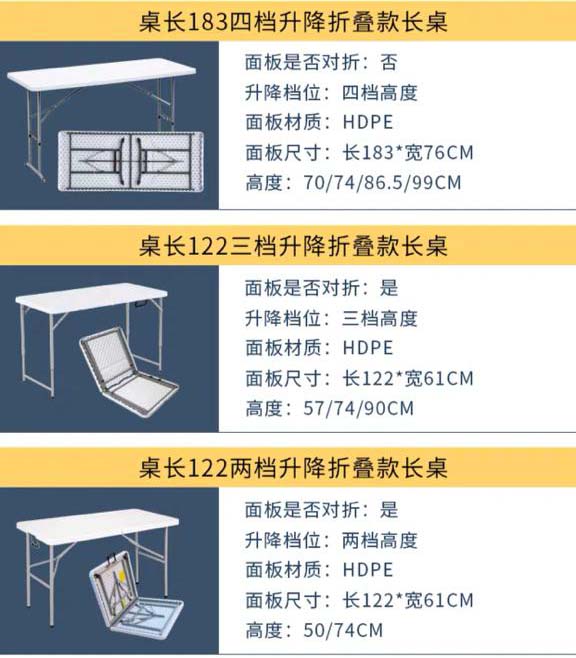 桌长183四档升降折叠款长桌
面板是否对折：否
升降档位：四档高度
面板材质：HDPE
面板尺寸：长183*宽76CM
高度：70/74/86.5/99CM
桌长122三档升降折叠款长桌
面板是否对折：是
升降档位：三档高度
面板材质：HDPE
面板尺寸：长122*宽61CM
高度：57/74/90CM
桌长122两档升降折叠款长桌
面板是否对折：是
升降档位：两档高度
面板材质：HDPE
面板尺寸：长122*宽61CM
高度：50/74CM